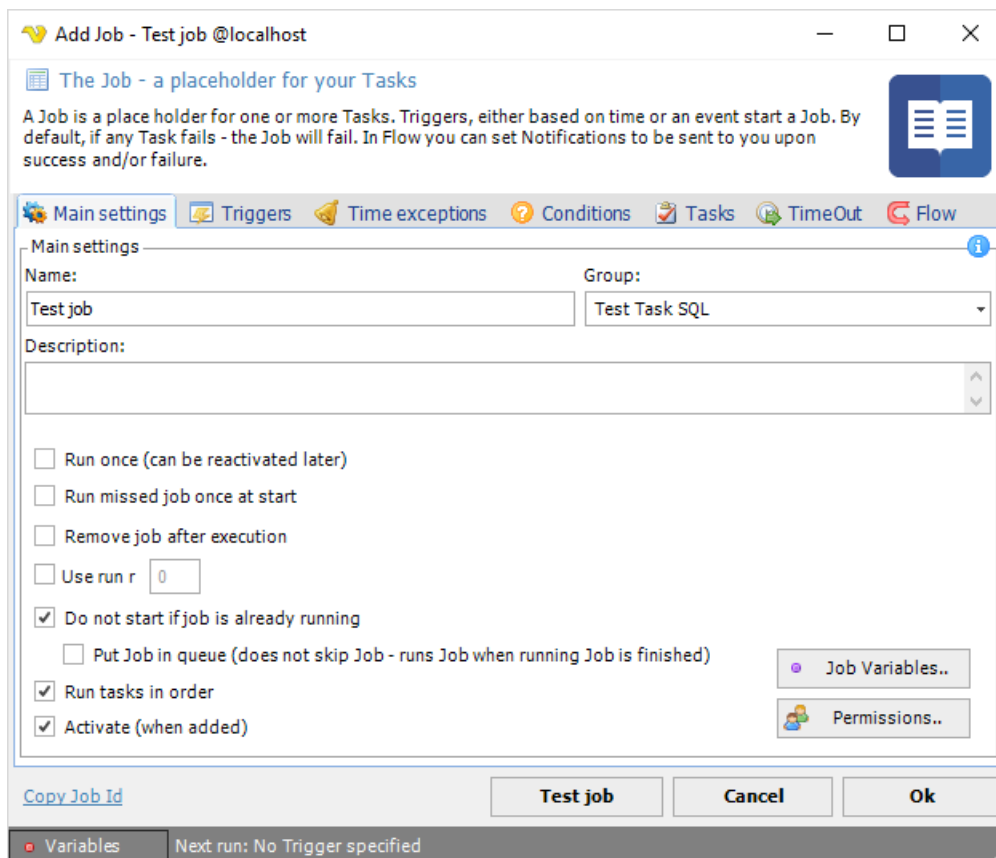 Add Job - Test job @localhost
The Job - a placeholder for your Tasks
A Job is a place holder for one or more Tasks. Triggers, either based on time or an event start a Job. By
default, if any Task fails - the Job will fail. In Flow you can set Notifications to be sent to you upon
success and/or failure.
Main settings Triggers Time exceptions Conditions Tasks TimeOut Flow
Main settings
Name: Group:
Test job Test Task SQL
Description:
Run once (can be reactivated later)
Run missed job once at start
Remove job after execution
Use run r 0
Do not start if job is already running
Put Job in queue (does not skip Job - runs Job when running Job is finished)
Job Variables..
Run tasks in order
Permissions..
Activate (when added)
Copy Job Id Test job Cancel Ok
Variables Next run: No Trigger specified